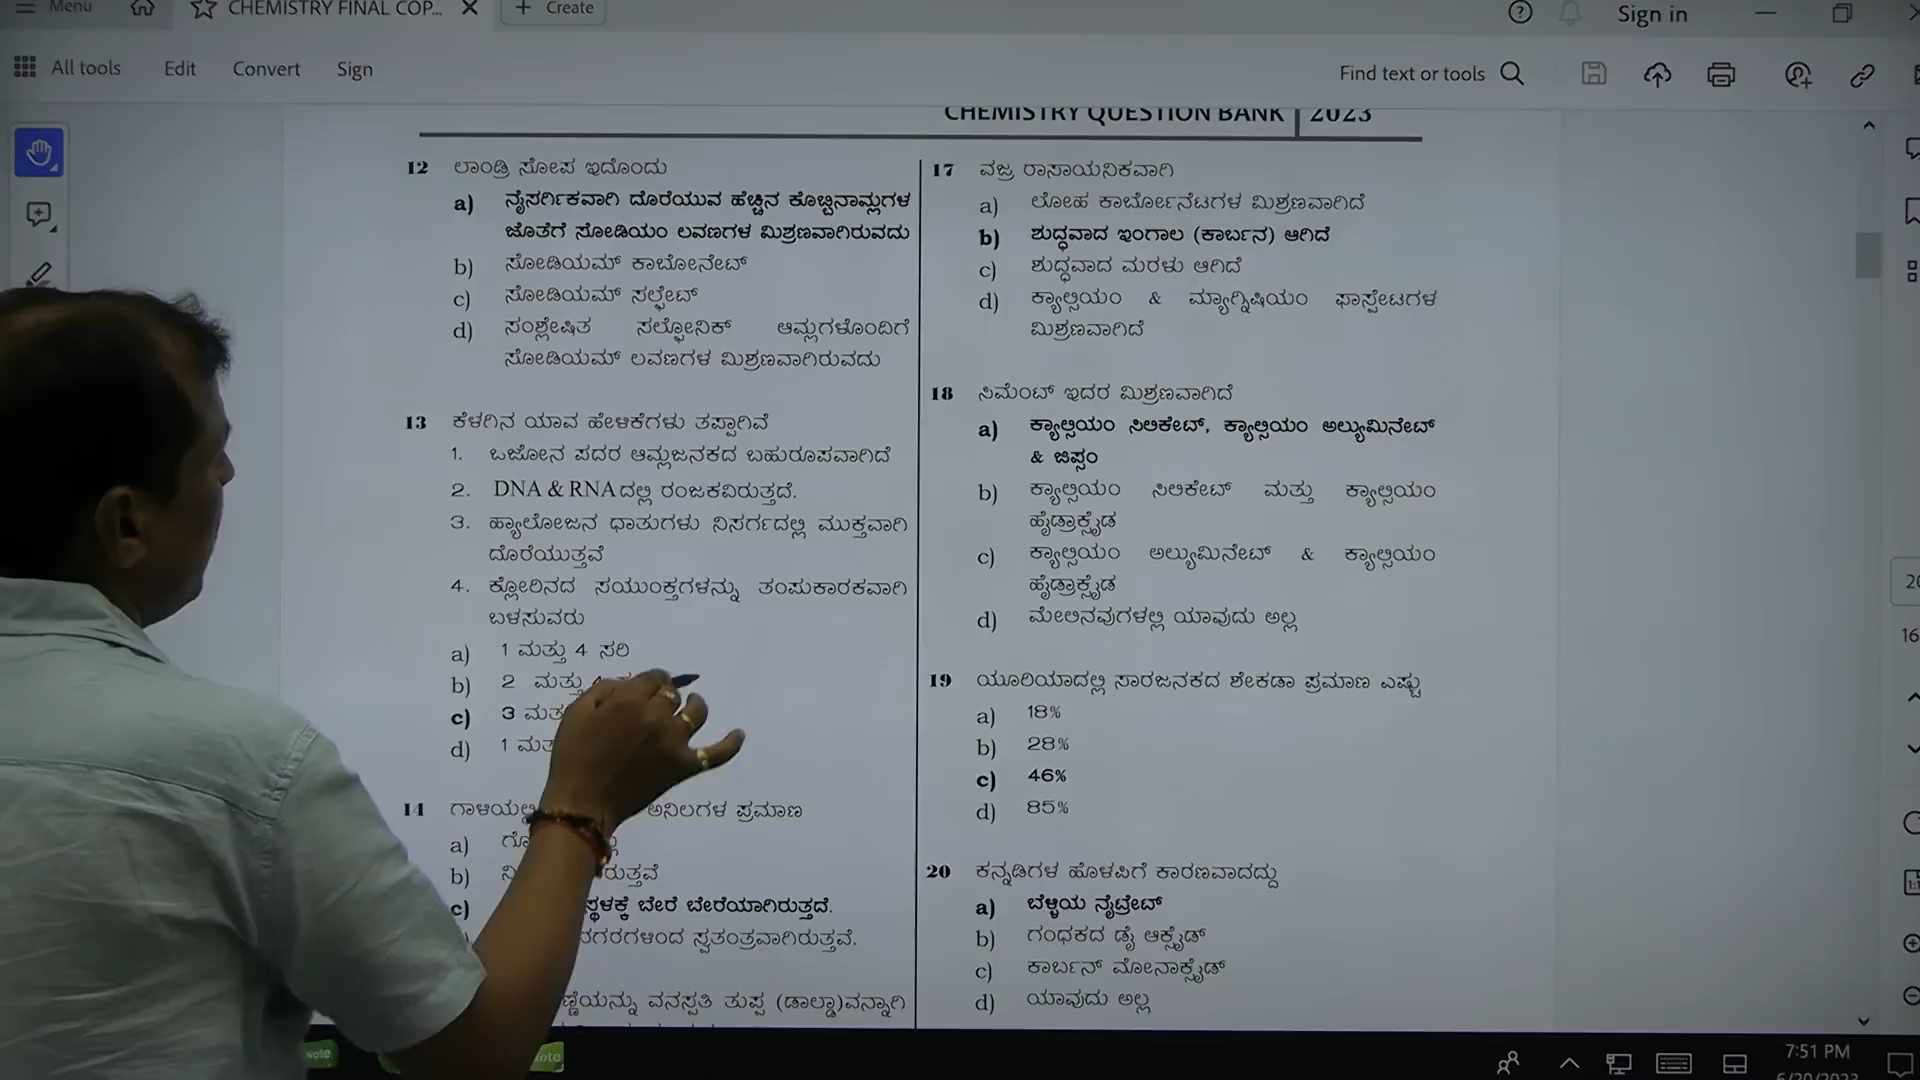 Menu
CHEMISTRY FINAL COP...
Create
Sign in
All tools
Edit
Convert
Sign
Find text or tools
CHEMISTRY QUESTION BANK 2023
12 ಲಾಂಡ್ರಿ ಸೋಪ ಇದೊಂದು
a) ನೈಸರ್ಗಿಕವಾಗಿ ದೊರೆಯುವ ಹೆಚ್ಚಿನ ಕೊಬ್ಬಿನಾಮ್ಲಗಳ
ಜೊತೆಗೆ ಸೋಡಿಯಂ ಲವಣಗಳ ಮಿಶ್ರಣವಾಗಿರುವದು
b) ಸೋಡಿಯಮ್ ಕಾರ್ಬೋನೇಟ್
c) ಸೋಡಿಯಮ್ ಸಲ್ಫೇಟ್
d) ಸಂಶ್ಲೇಷಿತ ಸಲ್ಫೋನಿಕ್ ಆಮ್ಲಗಳೊಂದಿಗೆ
ಸೋಡಿಯಮ್ ಲವಣಗಳ ಮಿಶ್ರಣವಾಗಿರುವದು
13 ಕೆಳಗಿನ ಯಾವ ಹೇಳಿಕೆಗಳು ತಪ್ಪಾಗಿವೆ
1. ಒಜೋನ ಪದರ ಆಮ್ಲಜನಕದ ಬಹುರೂಪವಾಗಿದೆ
2. DNA & RNA ದಲ್ಲಿ ರಂಜಕವಿರುತ್ತದೆ.
3. ಹ್ಯಾಲೋಜನ ಧಾತುಗಳು ನಿಸರ್ಗದಲ್ಲಿ ಮುಕ್ತವಾಗಿ
ದೊರೆಯುತ್ತವೆ
4. ಕ್ಲೋರಿನದ ಸಯುಂಕ್ತಗಳನ್ನು ತಂಪುಕಾರಕವಾಗಿ
ಬಳಸುವರು
a) 1 ಮತ್ತು 4 ಸರಿ
b) 2 ಮತ್ತು
c) 3
d) 1
14 ಅನಿಲಗಳ ಪ್ರಮಾಣ
a)
b)
c) ಸ್ಥಳಕ್ಕೆ ಬೇರೆ ಬೇರೆಯಾಗಿರುತ್ತದೆ.
ಸ್ವತಂತ್ರವಾಗಿರುತ್ತವೆ.
ವನಸ್ಪತಿ ತುಪ್ಪ (ಡಾಲ್ಡಾ)ವನ್ನಾಗಿ
17 ವಜ್ರ ರಾಸಾಯನಿಕವಾಗಿ
a) ಲೋಹ ಕಾರ್ಬೋನೆಟಗಳ ಮಿಶ್ರಣವಾಗಿದೆ
b) ಶುದ್ಧವಾದ ಇಂಗಾಲ (ಕಾರ್ಬನ) ಆಗಿದೆ
c) ಶುದ್ಧವಾದ ಮರಳು ಆಗಿದೆ
d) ಕ್ಯಾಲ್ಸಿಯಂ & ಮ್ಯಾಗ್ನಿಷಿಯಂ ಫಾಸ್ಪೇಟಗಳ
ಮಿಶ್ರಣವಾಗಿದೆ
18 ಸಿಮೆಂಟ್ ಇದರ ಮಿಶ್ರಣವಾಗಿದೆ
a) ಕ್ಯಾಲ್ಸಿಯಂ ಸಿಲಿಕೇಟ್, ಕ್ಯಾಲ್ಸಿಯಂ ಅಲ್ಯುಮಿನೇಟ್
& ಜಿಪ್ಸಂ
b) ಕ್ಯಾಲ್ಸಿಯಂ ಸಿಲಿಕೇಟ್ ಮತ್ತು ಕ್ಯಾಲ್ಸಿಯಂ
ಹೈಡ್ರಾಕ್ಸೈಡ
c) ಕ್ಯಾಲ್ಸಿಯಂ ಅಲ್ಯುಮಿನೇಟ್ & ಕ್ಯಾಲ್ಸಿಯಂ
ಹೈಡ್ರಾಕ್ಸೈಡ
d) ಮೇಲಿನವುಗಳಲ್ಲಿ ಯಾವುದು ಅಲ್ಲ
19 ಯೂರಿಯಾದಲ್ಲಿ ಸಾರಜನಕದ ಶೇಕಡಾ ಪ್ರಮಾಣ ಎಷ್ಟು
a) 18%
b) 28%
c) 46%
d) 85%
20 ಕನ್ನಡಿಗಳ ಹೊಳಪಿಗೆ ಕಾರಣವಾದದ್ದು
a) ಬೆಳ್ಳಿಯ ನೈಟ್ರೇಟ್
b) ಗಂಧಕದ ಡೈ ಆಕ್ಸೈಡ್
c) ಕಾರ್ಬನ್ ಮೋನಾಕ್ಸೈಡ್
d) ಯಾವುದು ಅಲ್ಲ
7:51 PM